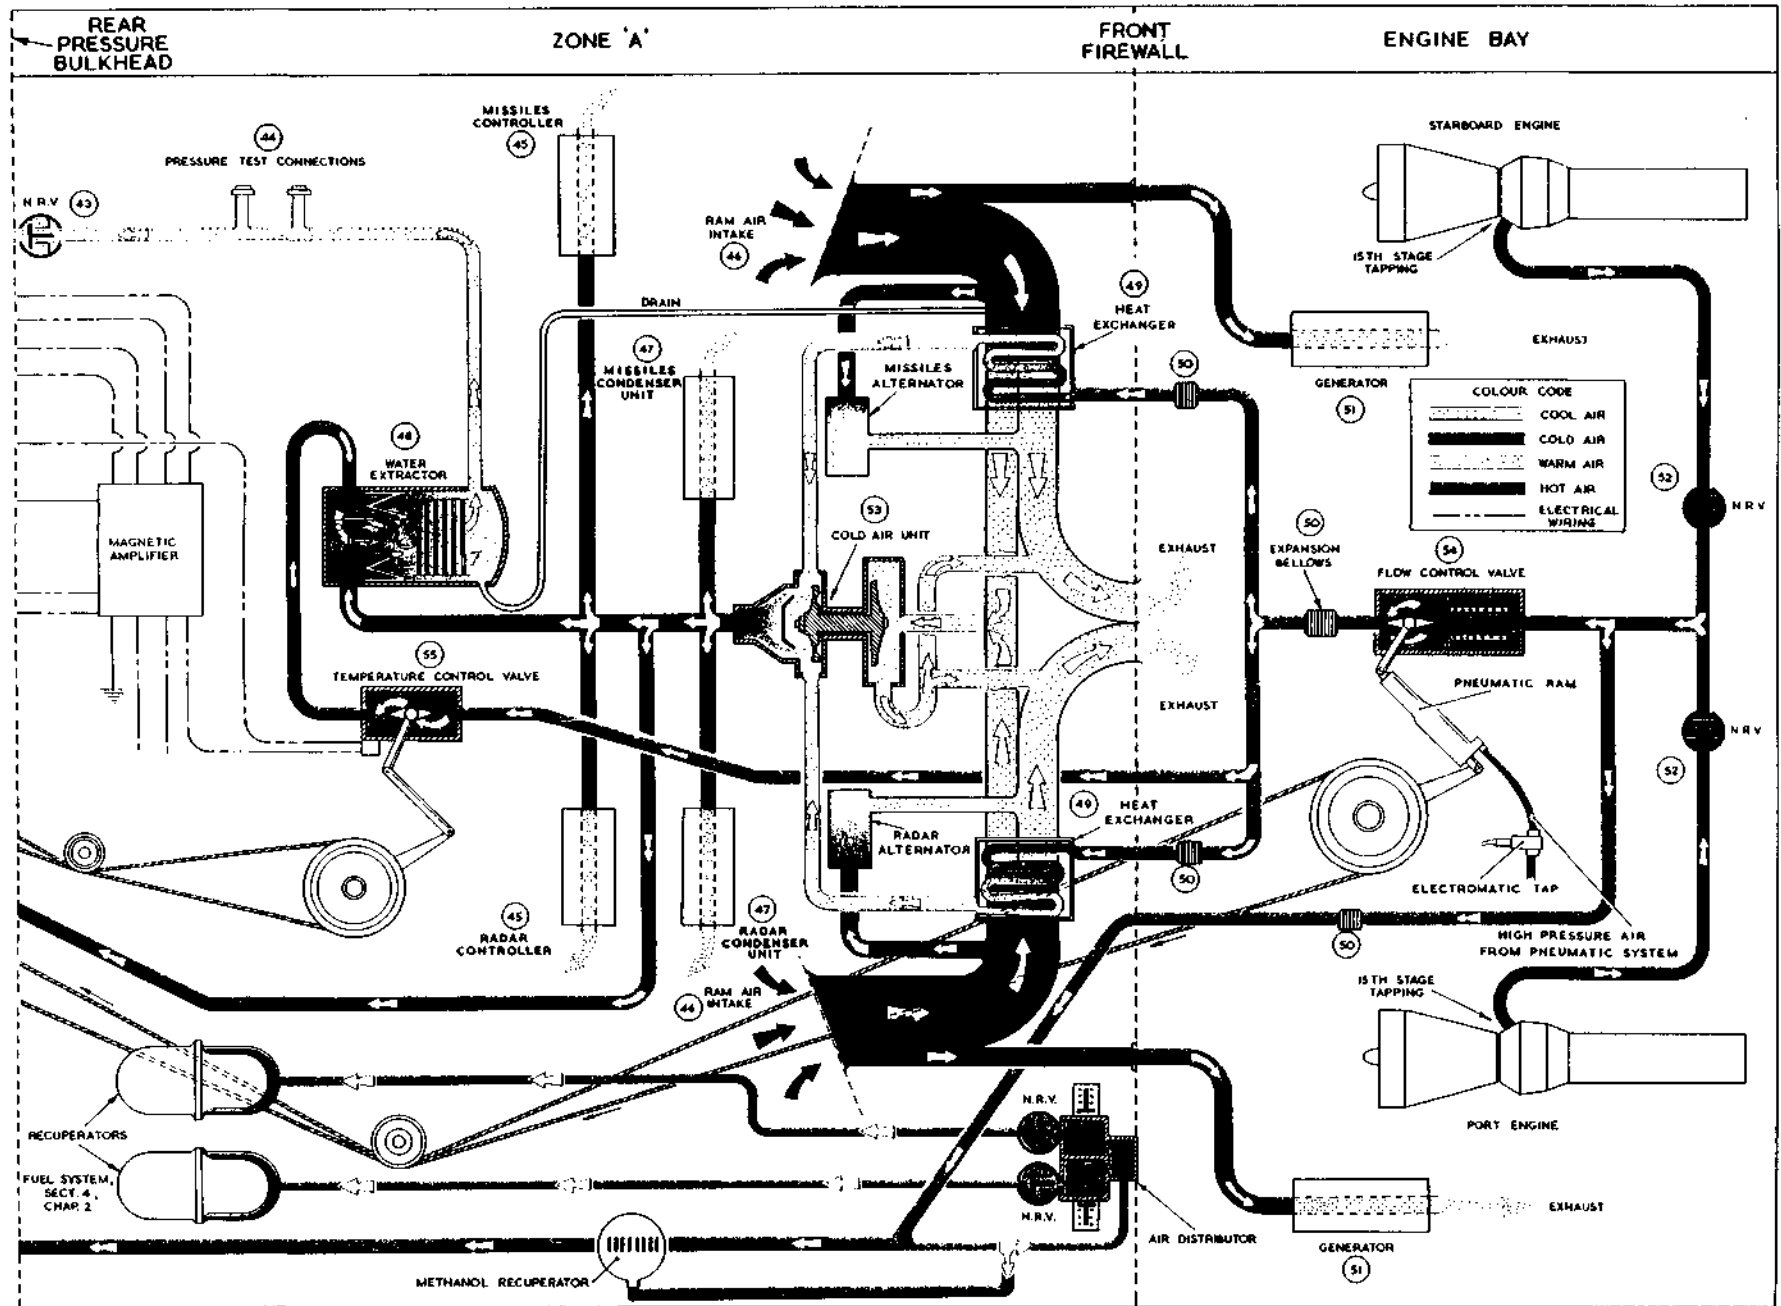 REAR
PRESSURE
BULKHEAD
ZONE 'A'
FRONT
FIREWALL
ENGINE BAY
MISSILES
CONTROLLER
45
44
PRESSURE TEST CONNECTIONS
N.R.V
43
RAM AIR
INTAKE
46
STARBOARD ENGINE
15TH STAGE
TAPPING
DRAIN
49
HEAT
EXCHANGER
47
MISSILES
CONDENSER
UNIT
MISSILES
ALTERNATOR
50
EXHAUST
GENERATOR
51
COLOUR CODE
COOL AIR
COLD AIR
WARM AIR
HOT AIR
ELECTRICAL
WIRING
48
WATER
EXTRACTOR
MAGNETIC
AMPLIFIER
53
COLD AIR UNIT
EXHAUST
50
EXPANSION
BELLOWS
54
FLOW CONTROL VALVE
52
N.R.V
55
TEMPERATURE CONTROL VALVE
EXHAUST
PNEUMATIC RAM
N.R.V
52
49
HEAT
EXCHANGER
RADAR
ALTERNATOR
50
ELECTROMATIC TAP
45
RADAR
CONTROLLER
47
RADAR
CONDENSER
UNIT
50
HIGH PRESSURE AIR
FROM PNEUMATIC SYSTEM
46
RAM AIR
INTAKE
15TH STAGE
TAPPING
N.R.V.
PORT ENGINE
RECUPERATORS
FUEL SYSTEM,
SECT. 4,
CHAP. 2
N.R.V.
EXHAUST
AIR DISTRIBUTOR
GENERATOR
51
METHANOL RECUPERATOR